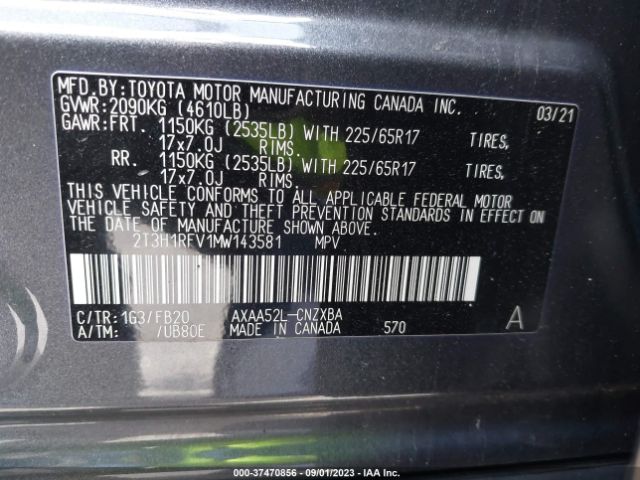 MFD.BY:TOYOTA MOTOR MANUFACTURING CANADA INC.
GVWR:2090KG (4610LB) 03/21
GAWR:FRT. 1150KG (2535LB) WITH 225/65R17 TIRES,
17x7.0J RIMS.
RR. 1150KG (2535LB) WITH 225/65R17 TIRES,
17x7.0J RIMS.
THIS VEHICLE CONFORMS TO ALL APPLICABLE FEDERAL MOTOR
VEHICLE SAFETY AND THEFT PREVENTION STANDARDS IN EFFECT ON
THE DATE OF MANUFACTURE SHOWN ABOVE.
2T3H1RFV1MW143581 MPV
C/TR:1G3/FB20 AXAA52L-CNZXBA
A/TM: /UB80E MADE IN CANADA 570 A
000-37470856 - 09/01/2023 - IAA Inc.